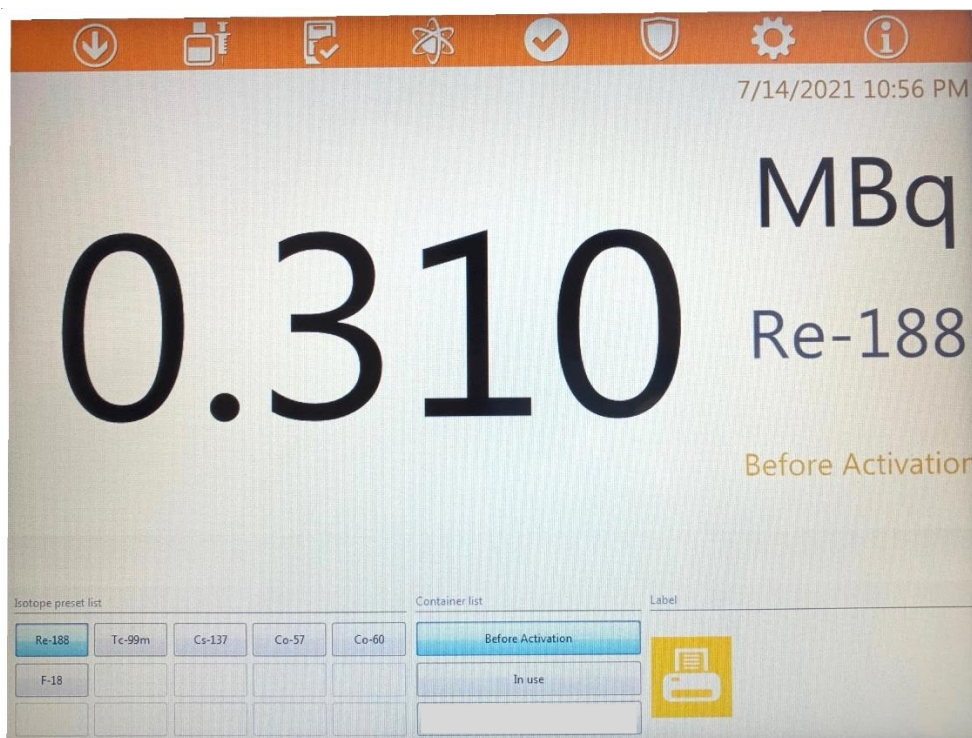 7/14/2021 10:56 PM
MBq
0.310
Re-188
Before Activation
Isotope preset list
Container list
Label
Re-188
Tc-99m
Cs-137
Co-57
Co-60
Before Activation
F-18
In use